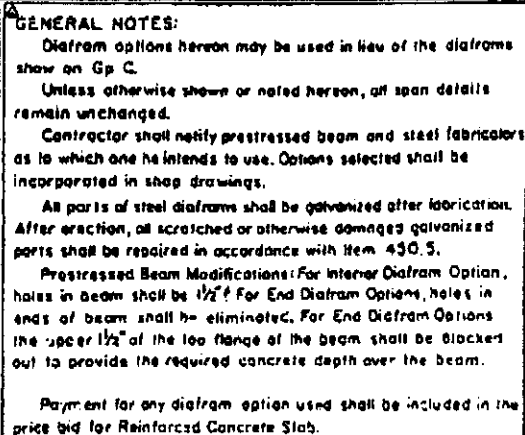 GENERAL NOTES:
Diafram options hereon may be used in lieu of the diaframs
show on Gp C.
Unless otherwise shown or noted hereon, all span details
remain unchanged.
Contractor shall notify prestressed beam and steel fabricators
as to which one he intends to use. Options selected shall be
incorporated in shop drawings.
All parts of steel diaframs shall be galvanized after fabrication.
After erection, all scratched or otherwise damaged galvanized
parts shall be repaired in accordance with Item 450.5.
Prestressed Beam Modifications: For Interior Diafram Option,
holes in beam shall be 1½" For End Diafram Options, holes in
ends of beam shall be eliminated. For End Diafram Options
the upper 1½" of the top flange of the beam shall be blocked
out to provide the required concrete depth over the beam.
Payment for any diafram option used shall be included in the
price bid for Reinforced Concrete Slab.